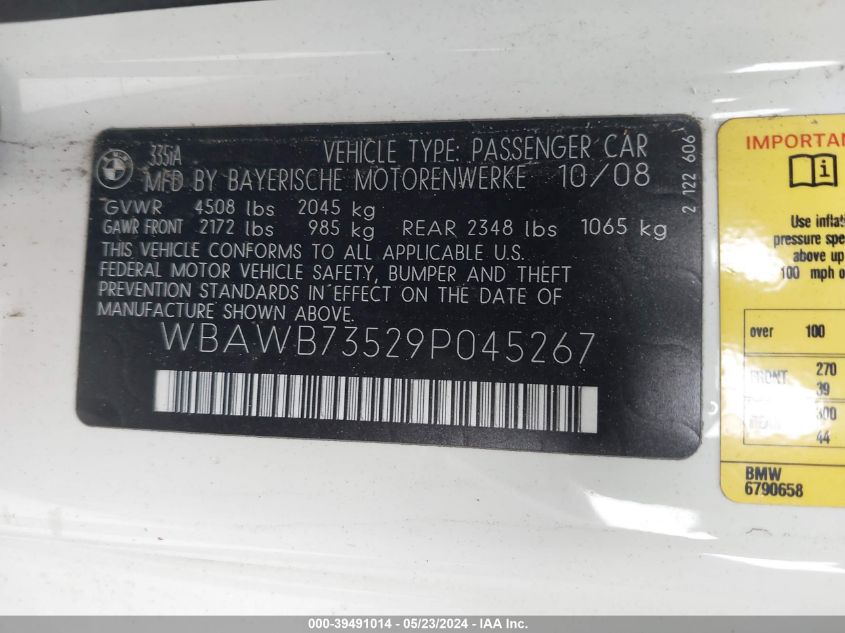 335iA VEHICLE TYPE: PASSENGER CAR
MFD BY BAYERISCHE MOTORENWERKE 10/08
GVWR 4508 lbs 2045 kg
GAWR FRONT 2172 lbs 985 kg REAR 2348 lbs 1065 kg
THIS VEHICLE CONFORMS TO ALL APPLICABLE U.S.
FEDERAL MOTOR VEHICLE SAFETY, BUMPER AND THEFT
PREVENTION STANDARDS IN EFFECT ON THE DATE OF
MANUFACTURE SHOWN ABOVE.
WBAWB73529P045267
2 122 606
IMPORTAN
i
Use inflat
pressure spe
above up
100 mph o
over 100
FRONT 270
39
300
44
BMW
6790658
000-39491014 - 05/23/2024 - IAA Inc.